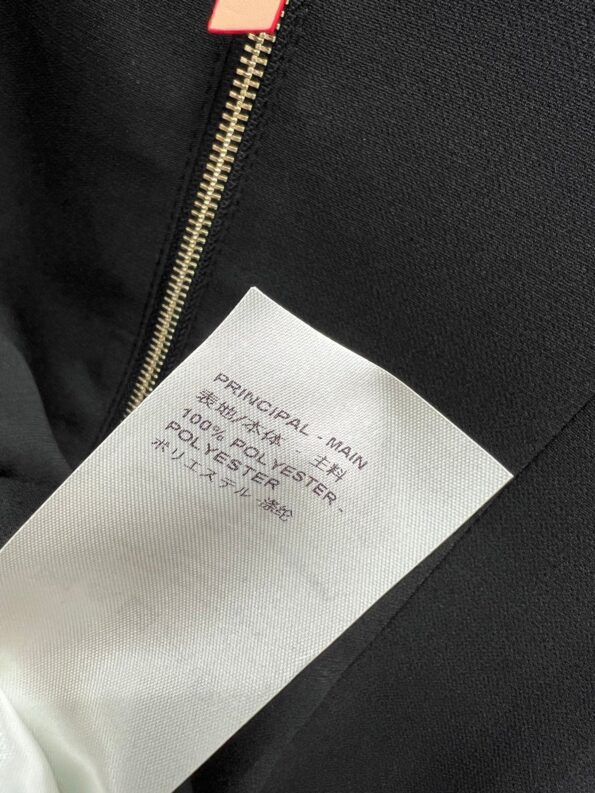 PRINCIPAL - MAIN
表地/本体 - 主料
100% POLYESTER -
POLYESTER
ポリエステル 涤纶